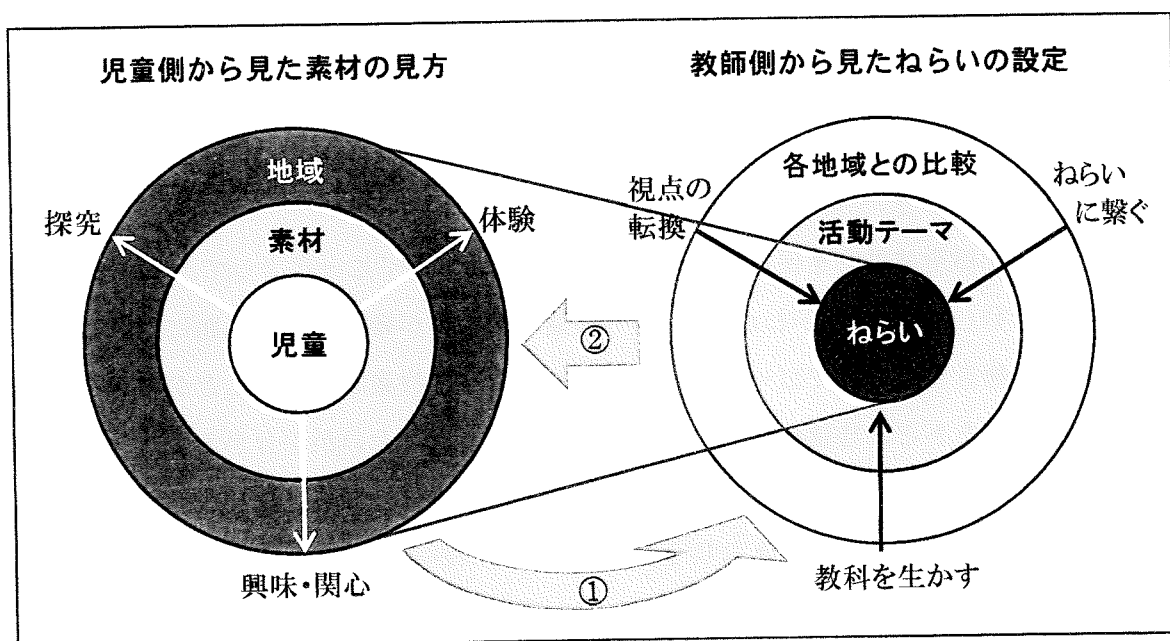 児童側から見た素材の見方
教師側から見たねらいの設定
地域
素材
児童
探究
体験
興味・関心
①
②
各地域との比較
活動テーマ
ねらい
視点の
転換
ねらい
に繋ぐ
教科を生かす